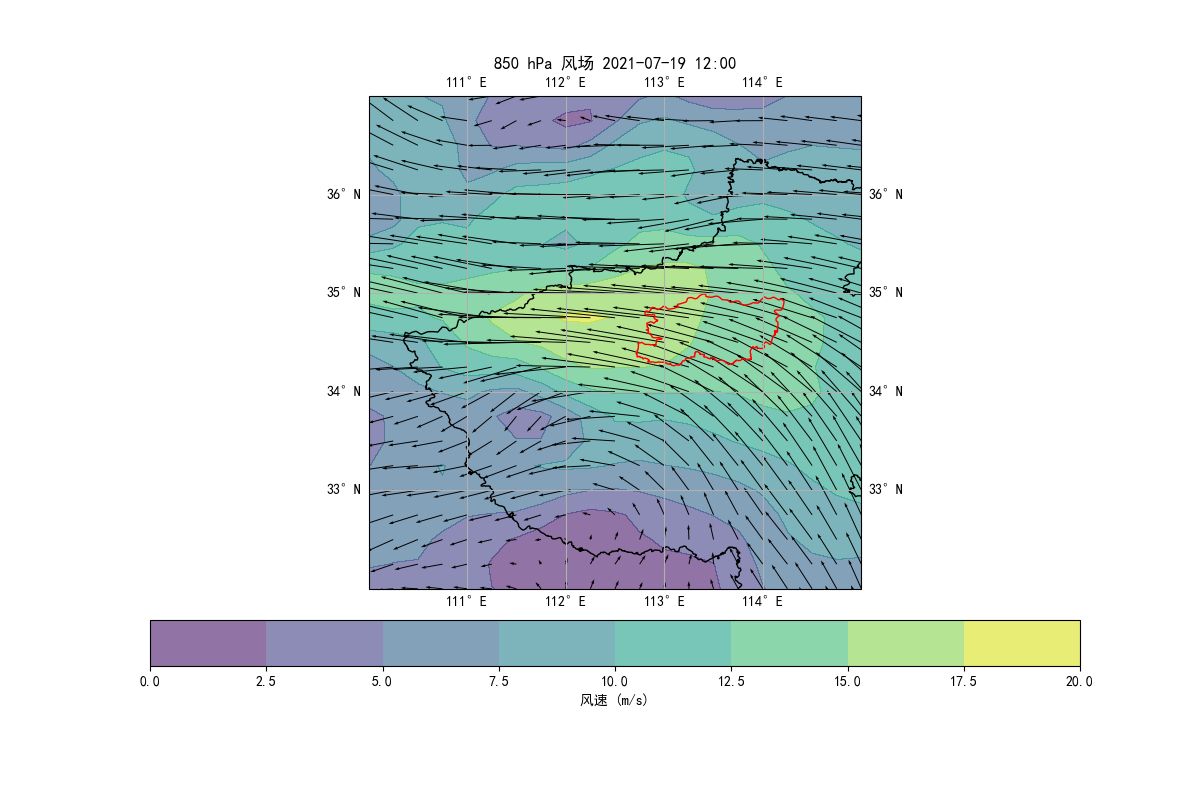 850 hPa 风场 2021-07-19 12:00
111° E 112° E 113° E 114° E
36° N 36° N
35° N 35° N
34° N 34° N
33° N 33° N
111° E 112° E 113° E 114° E
0.0 2.5 5.0 7.5 10.0 12.5 15.0 17.5 20.0
风速 (m/s)